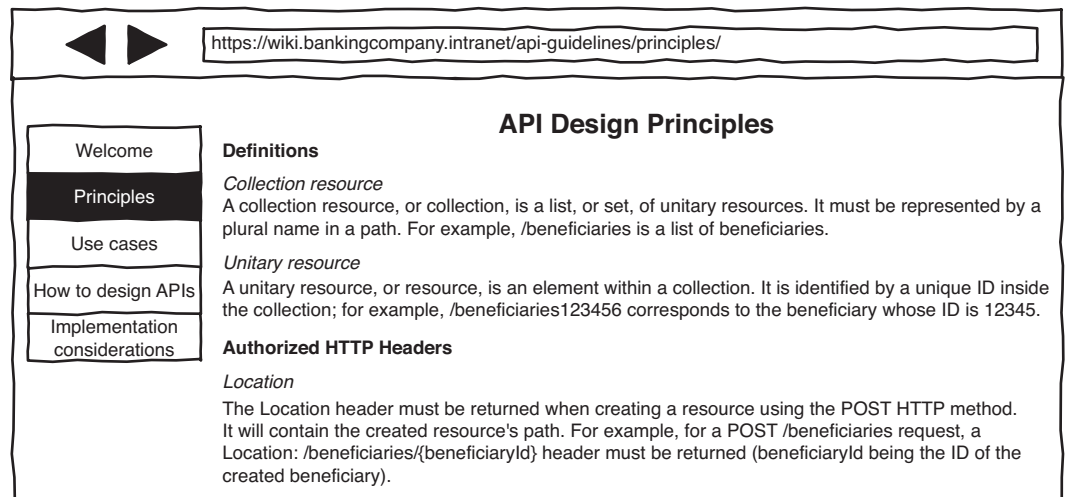 https://wiki.bankingcompany.intranet/api-guidelines/principles/
API Design Principles
Welcome
Principles
Use cases
How to design APIs
Implementation
considerations
Definitions
Collection resource
A collection resource, or collection, is a list, or set, of unitary resources. It must be represented by a
plural name in a path. For example, /beneficiaries is a list of beneficiaries.
Unitary resource
A unitary resource, or resource, is an element within a collection. It is identified by a unique ID inside
the collection; for example, /beneficiaries123456 corresponds to the beneficiary whose ID is 12345.
Authorized HTTP Headers
Location
The Location header must be returned when creating a resource using the POST HTTP method.
It will contain the created resource's path. For example, for a POST /beneficiaries request, a
Location: /beneficiaries/{beneficiaryId} header must be returned (beneficiaryId being the ID of the
created beneficiary).